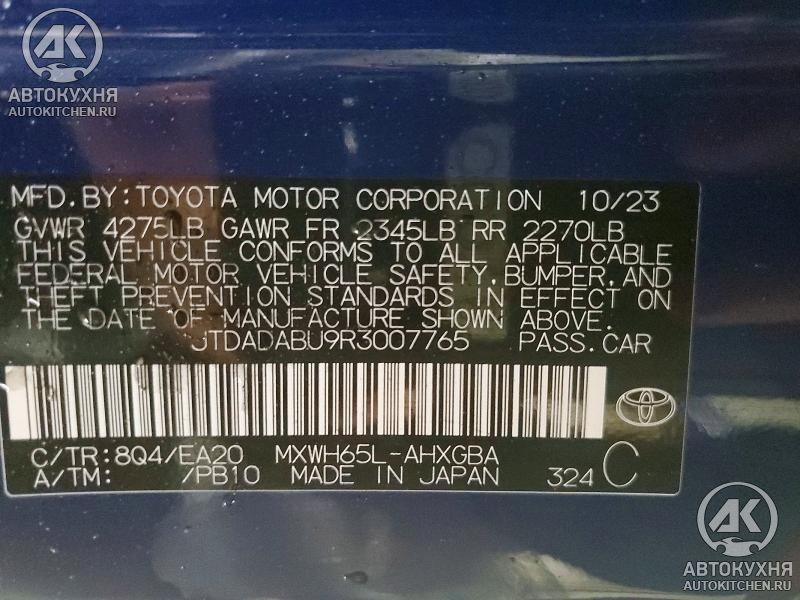 АК
АВТОКУХНЯ
AUTOKITCHEN.RU
MFD. BY: TOYOTA MOTOR CORPORATION 10/23
GVWR 4275LB GAWR FR 2345LB RR 2270LB
THIS VEHICLE CONFORMS TO ALL APPLICABLE
FEDERAL MOTOR VEHICLE SAFETY, BUMPER, AND
THEFT PREVENTION STANDARDS IN EFFECT ON
THE DATE OF MANUFACTURE SHOWN ABOVE.
JTDADABU9R3007765 PASS. CAR
C/TR: 8Q4/EA20 MXWH65L-AHXGBA
A/TM: /PB10 MADE IN JAPAN 324 C
АК
АВТОКУХНЯ
AUTOKITCHEN.RU